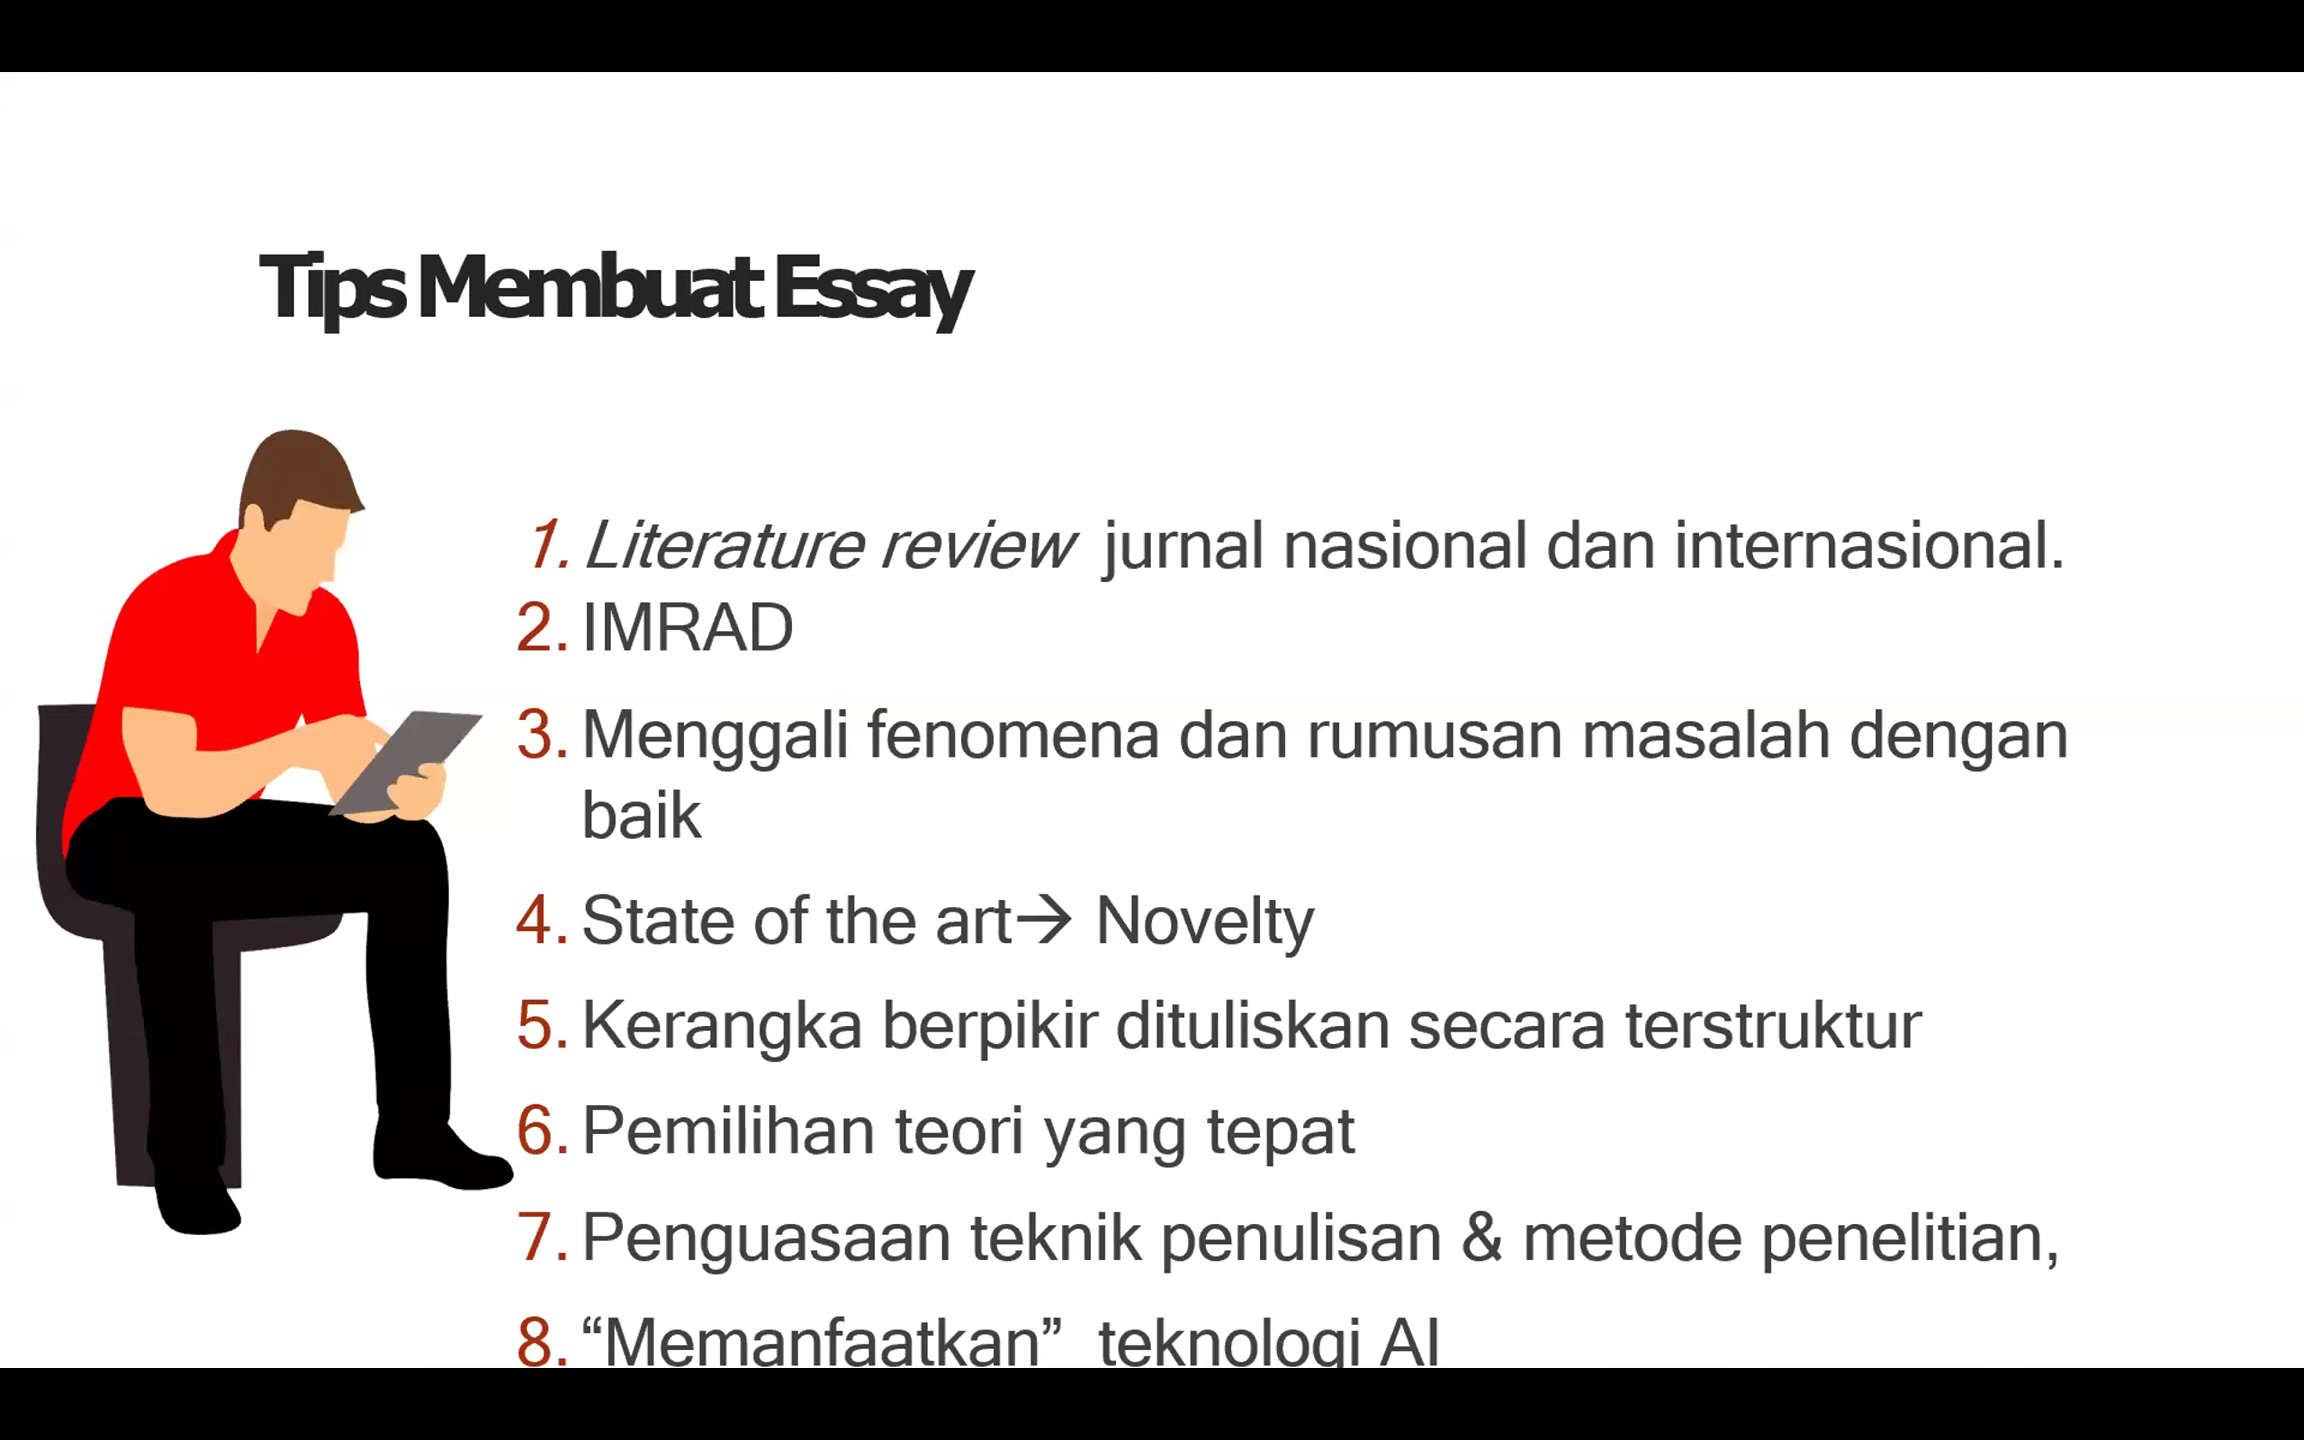 Tips Membuat Essay
1. Literature review jurnal nasional dan internasional.
2. IMRAD
3. Menggali fenomena dan rumusan masalah dengan
baik
4. State of the art→ Novelty
5. Kerangka berpikir dituliskan secara terstruktur
6. Pemilihan teori yang tepat
7. Penguasaan teknik penulisan & metode penelitian,
8. “Memanfaatkan” teknologi AI